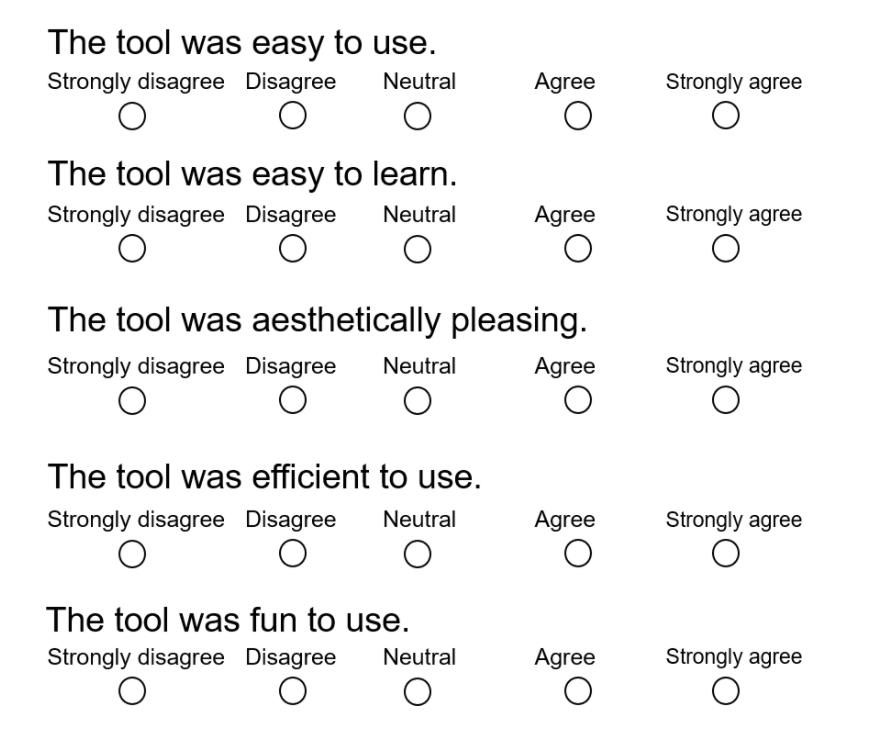 The tool was easy to use.
Strongly disagree Disagree Neutral Agree Strongly agree
The tool was easy to learn.
Strongly disagree Disagree Neutral Agree Strongly agree
The tool was aesthetically pleasing.
Strongly disagree Disagree Neutral Agree Strongly agree
The tool was efficient to use.
Strongly disagree Disagree Neutral Agree Strongly agree
The tool was fun to use.
Strongly disagree Disagree Neutral Agree Strongly agree